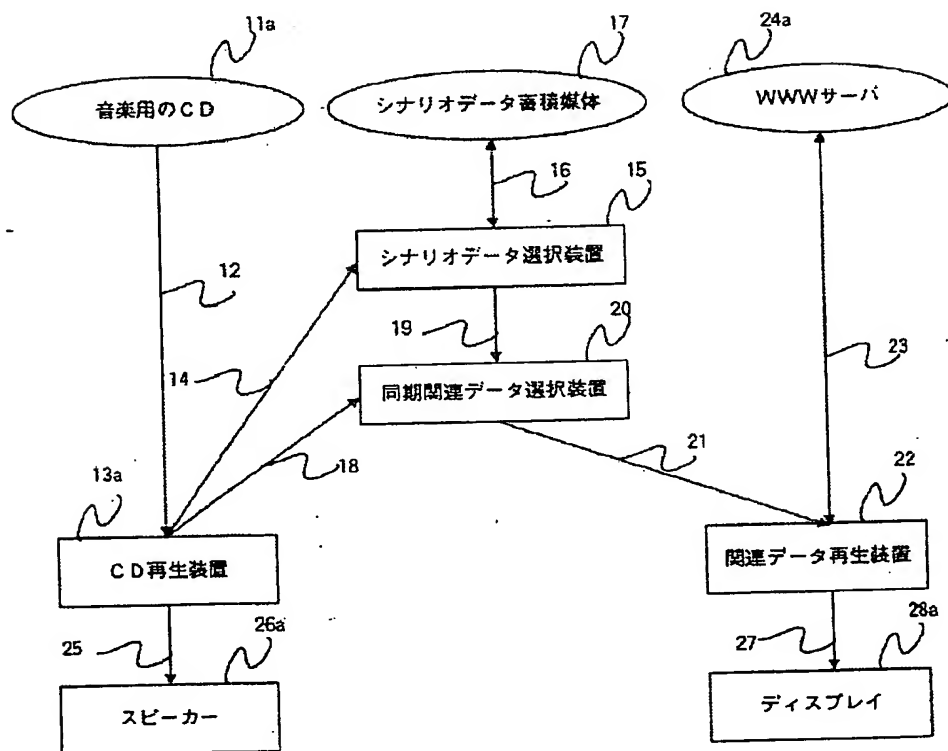 11a
17
24a
音楽用のCD
シナリオデータ蓄積媒体
WWWサーバ
16
15
シナリオデータ選択装置
12
19
20
23
14
同期関連データ選択装置
18
21
13a
22
CD再生装置
関連データ再生装置
25
26a
27
28a
スピーカー
ディスプレイ